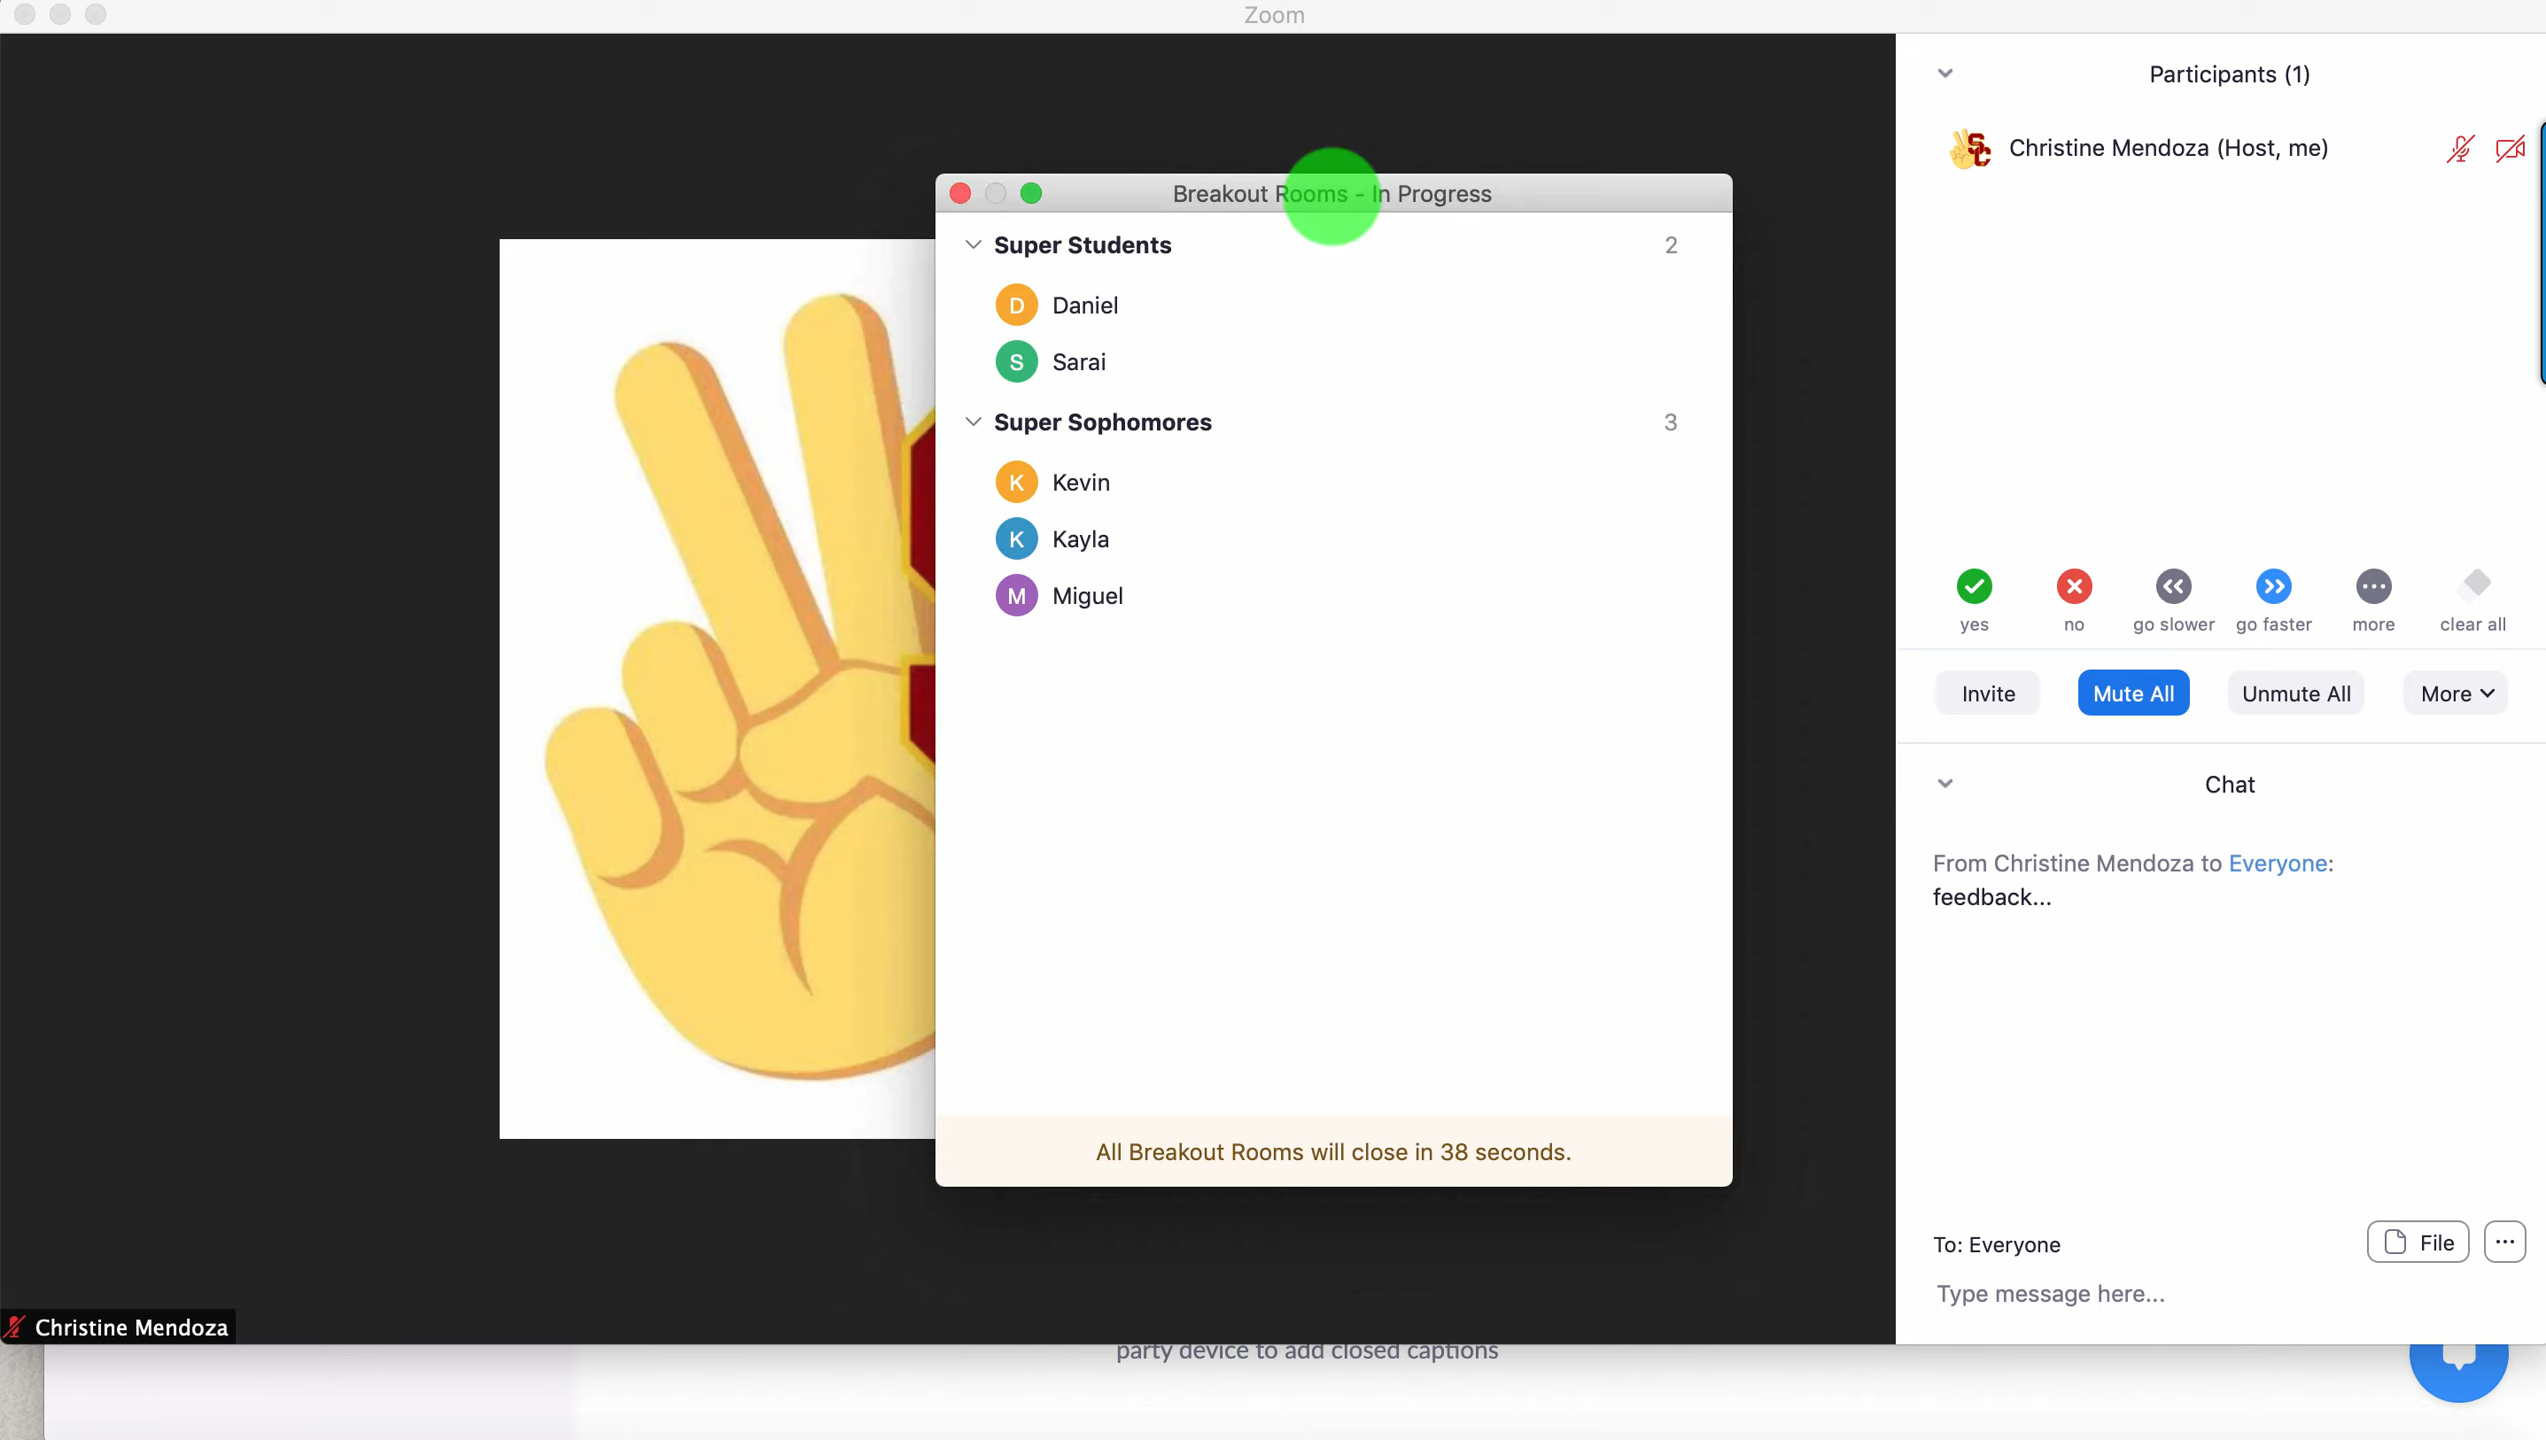 Zoom
Breakout Rooms - In Progress
Super Students 2
D Daniel
S Sarai
Super Sophomores 3
K Kevin
K Kayla
M Miguel
All Breakout Rooms will close in 38 seconds.
Christine Mendoza
Participants (1)
SC Christine Mendoza (Host, me)
yes no go slower go faster more clear all
Invite Mute All Unmute All More
Chat
From Christine Mendoza to Everyone:
feedback...
To: Everyone File ...
Type message here...
party device to add closed captions